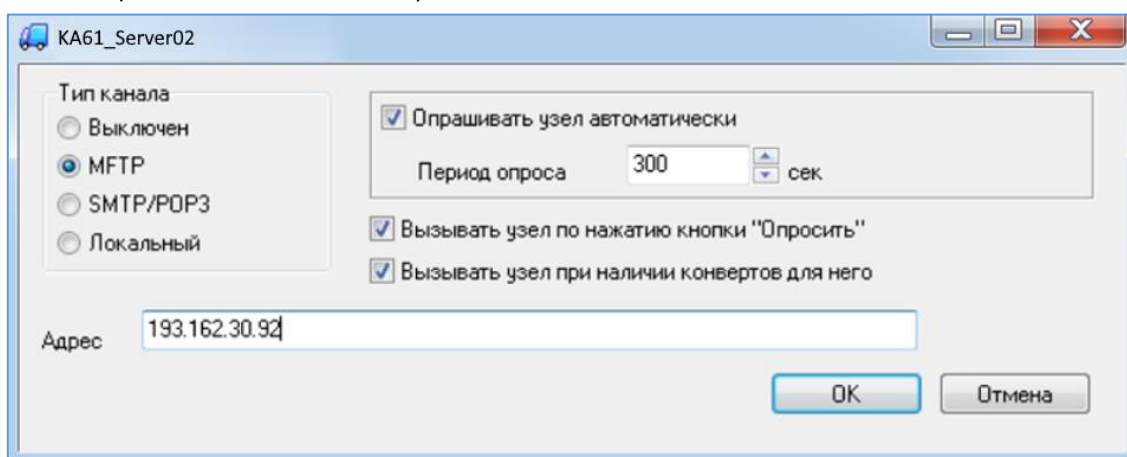 KA61_Server02
Тип канала
Выключен
MFTP
SMTP/POP3
Локальный
Опрашивать узел автоматически
Период опроса 300 сек
Вызывать узел по нажатию кнопки "Опросить"
Вызывать узел при наличии конвертов для него
Адрес 193.162.30.92
OK Отмена